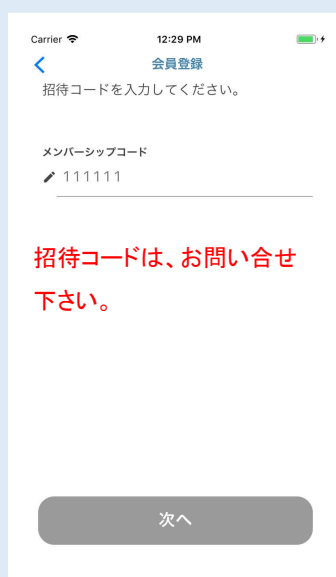 Carrier 12:29 PM
会員登録
招待コードを入力してください。
メンバーシップコード
111111
招待コードは、お問い合せ
下さい。
次へ